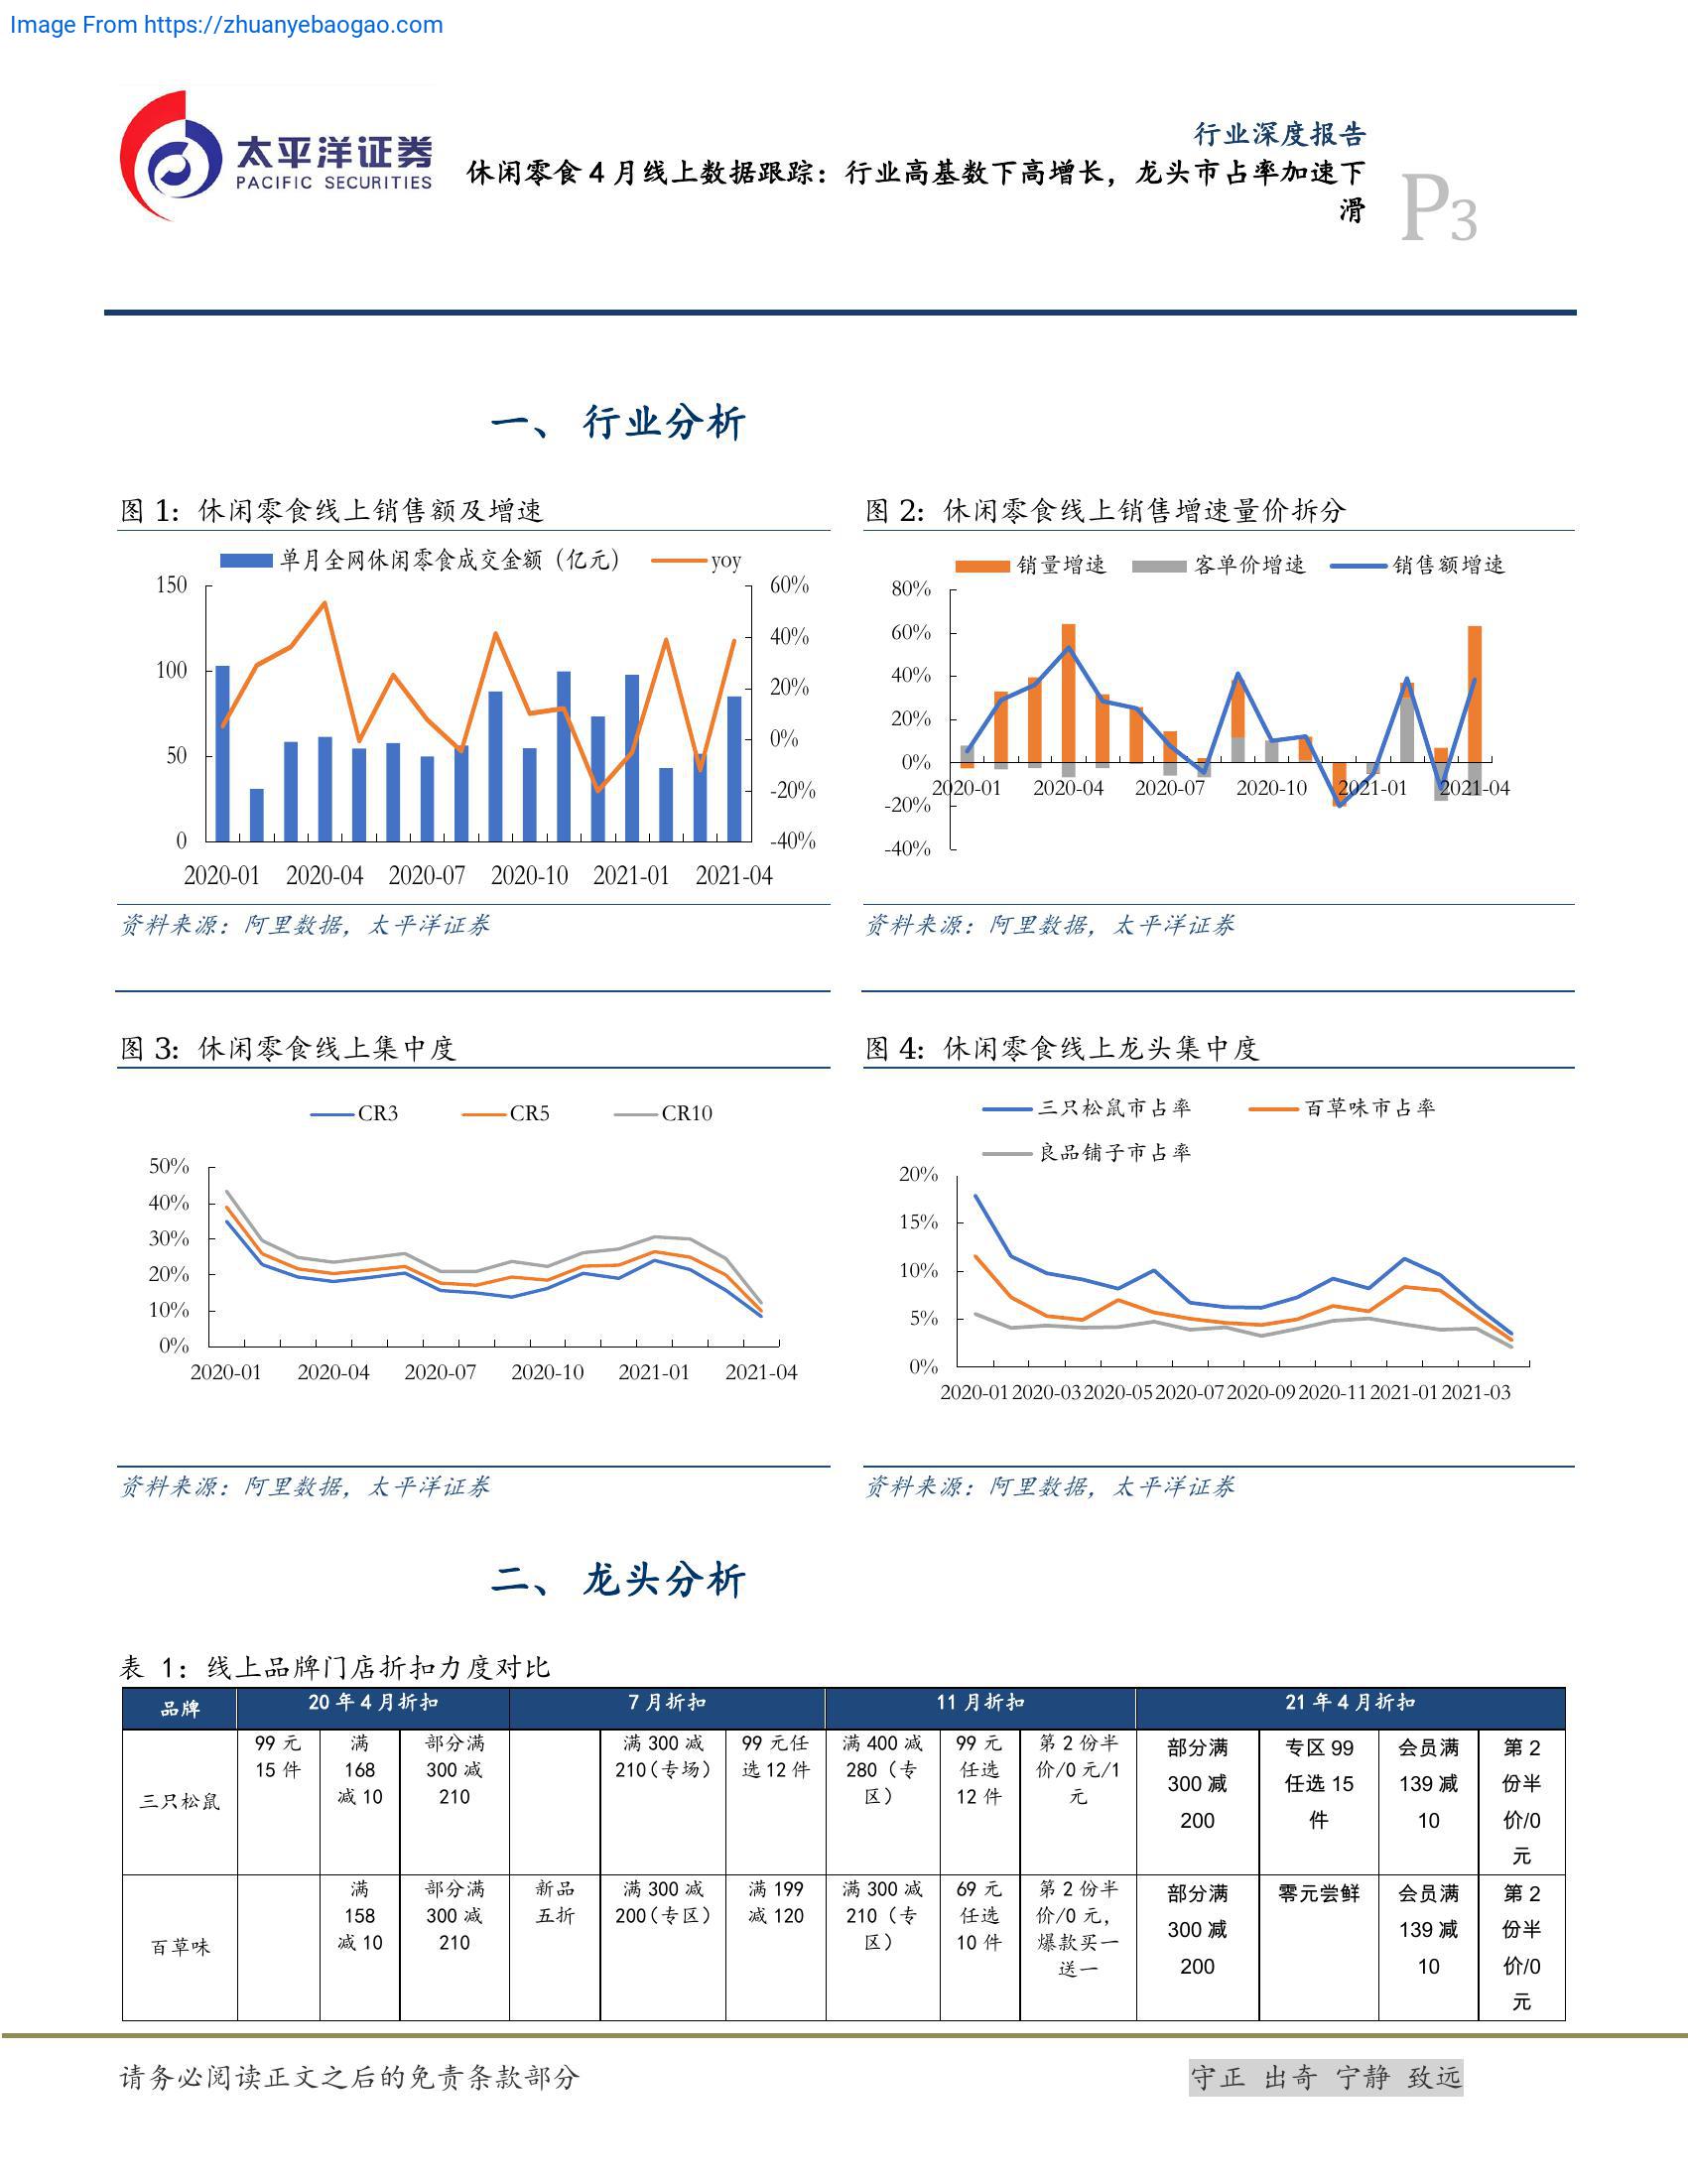 Image From https://zhuanyebaogao.com
太平洋证券
PACIFIC SECURITIES
行业深度报告
休闲零食 4 月线上数据跟踪：行业高基数下高增长，龙头市占率加速下
滑
P3
一、 行业分析
图 1: 休闲零食线上销售额及增速
单月全网休闲零食成交金额（亿元） yoy
150 60%
40%
100
20%
0%
50
-20%
0 -40%
2020-01 2020-04 2020-07 2020-10 2021-01 2021-04
资料来源：阿里数据，太平洋证券
图 2: 休闲零食线上销售增速量价拆分
销量增速 客单价增速 销售额增速
80%
60%
40%
20%
0%
2020-01 2020-04 2020-07 2020-10 2021-01 2021-04
-20%
-40%
资料来源：阿里数据，太平洋证券
图 3: 休闲零食线上集中度
CR3 CR5 CR10
50%
40%
30%
20%
10%
0%
2020-01 2020-04 2020-07 2020-10 2021-01 2021-04
资料来源：阿里数据，太平洋证券
图 4: 休闲零食线上龙头集中度
三只松鼠市占率 百草味市占率
良品铺子市占率
20%
15%
10%
5%
0%
2020-01 2020-03 2020-05 2020-07 2020-09 2020-11 2021-01 2021-03
资料来源：阿里数据，太平洋证券
二、 龙头分析
表 1: 线上品牌门店折扣力度对比
品牌 20 年 4 月折扣 7 月折扣 11 月折扣 21 年 4 月折扣
三只松鼠
99 元
15 件
满
168
减 10
部分满
300 减
210
满 300 减
210（专场）
99 元任
选 12 件
满 400 减
280（专
区）
99 元
任选
12 件
第 2 份半
价/0 元/1
元
部分满
300 减
200
专区 99
任选 15
件
会员满
139 减
10
第 2
份半
价/0
元
百草味
满
158
减 10
部分满
300 减
210
新品
五折
满 300 减
200（专区）
满 199
减 120
满 300 减
210（专
区）
69 元
任选
10 件
第 2 份半
价/0 元，
爆款买一
送一
部分满
300 减
200
零元尝鲜
会员满
139 减
10
第 2
份半
价/0
元
请务必阅读正文之后的免责条款部分
守正 出奇 宁静 致远